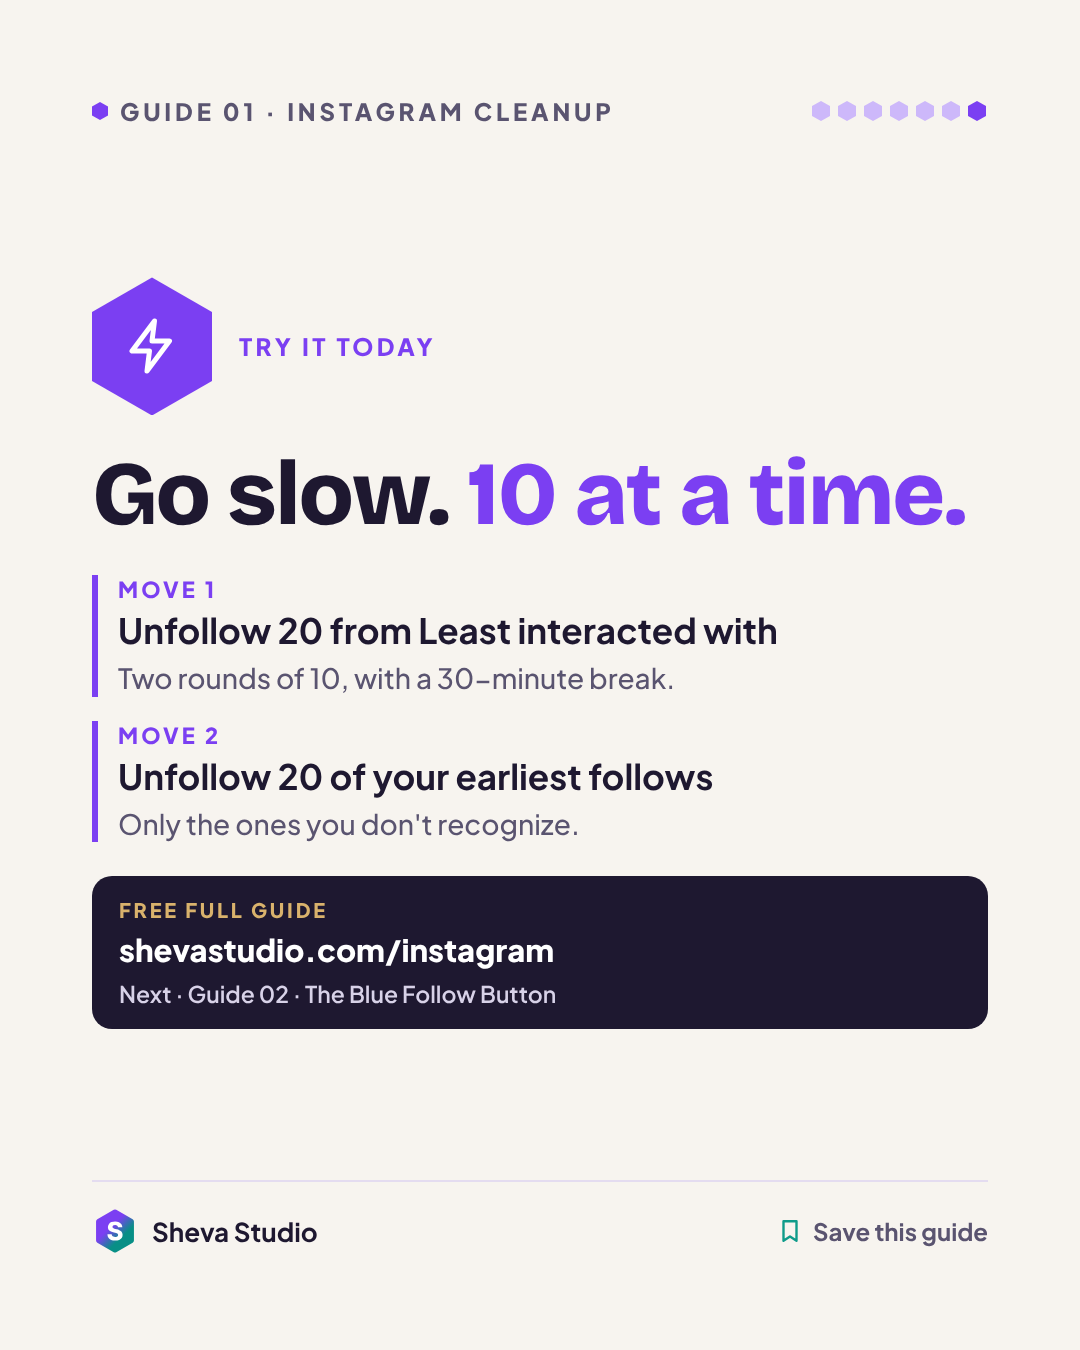 GUIDE 01 · INSTAGRAM CLEANUP
TRY IT TODAY
Go slow. 10 at a time.
MOVE 1
Unfollow 20 from Least interacted with
Two rounds of 10, with a 30–minute break.
MOVE 2
Unfollow 20 of your earliest follows
Only the ones you don't recognize.
FREE FULL GUIDE
shevastudio.com/instagram
Next · Guide 02 · The Blue Follow Button
S Sheva Studio
Save this guide